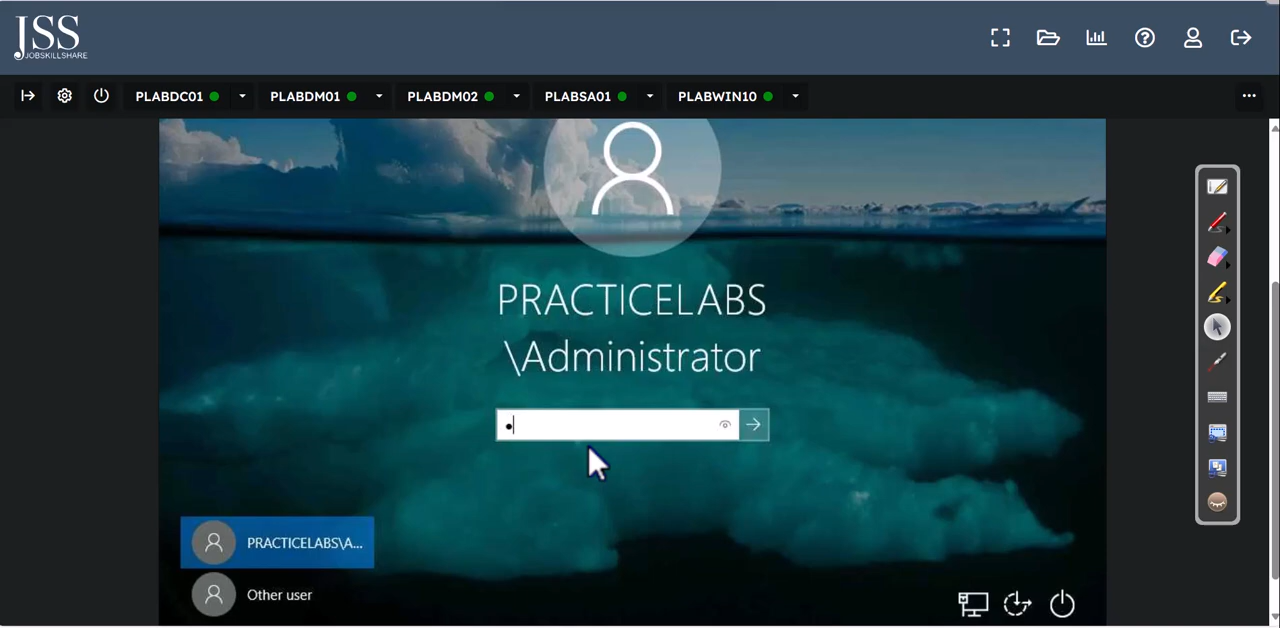 JSS
JOBSKILLSHARE
PLABDC01
PLABDM01
PLABDM02
PLABSA01
PLABWIN10
PRACTICELABS
\Administrator
PRACTICELABS\A...
Other user